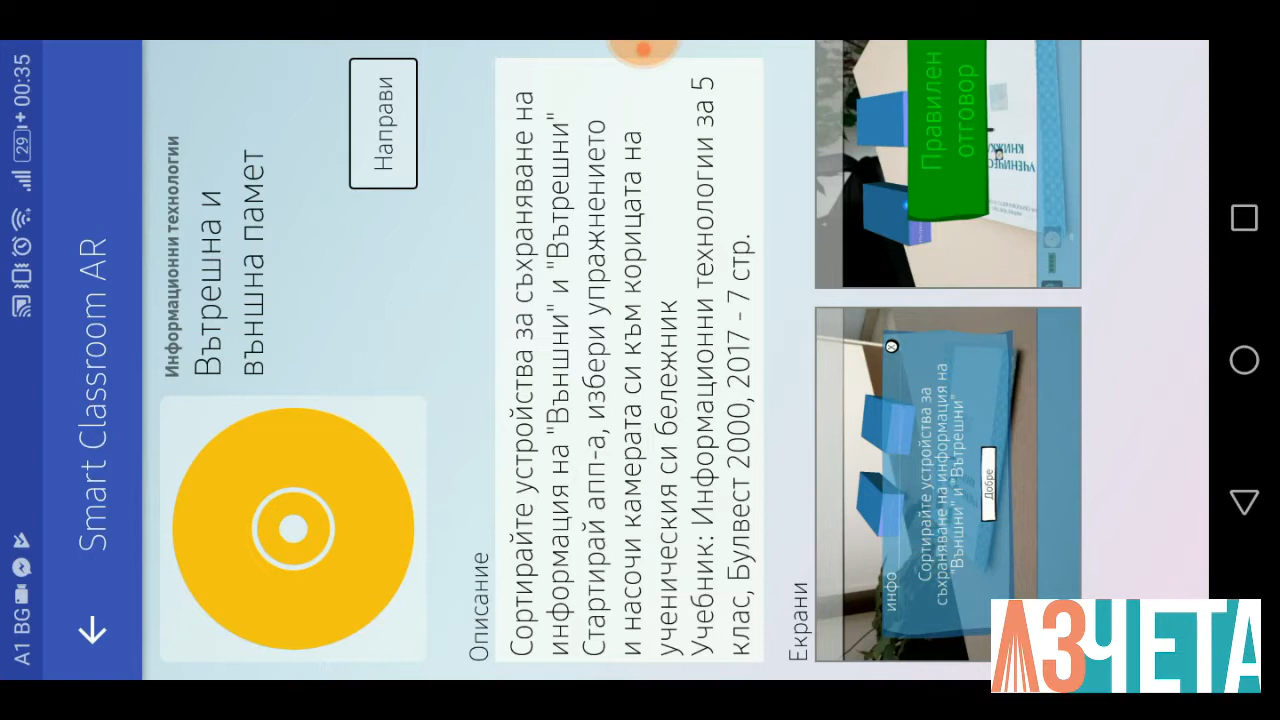 A1 BG
29
00:35
Smart Classroom AR
Информационни технологии
Вътрешна и
външна памет
Направи
Описание
Сортирайте устройства за съхраняване на
информация на "Външни" и "Вътрешни"
Стартирай апп-а, избери упражнението
и насочи камерата си към корицата на
ученическия си бележник
Учебник: Информационни технологии за 5
клас, Булвест 2000, 2017 - 7 стр.
Екрани
инфо
X
Сортирайте устройства за
съхраняване на информация на
"Външни" и "Вътрешни"
Добре
Правилен
отговор
КНИЖК
АЗЧЕТА